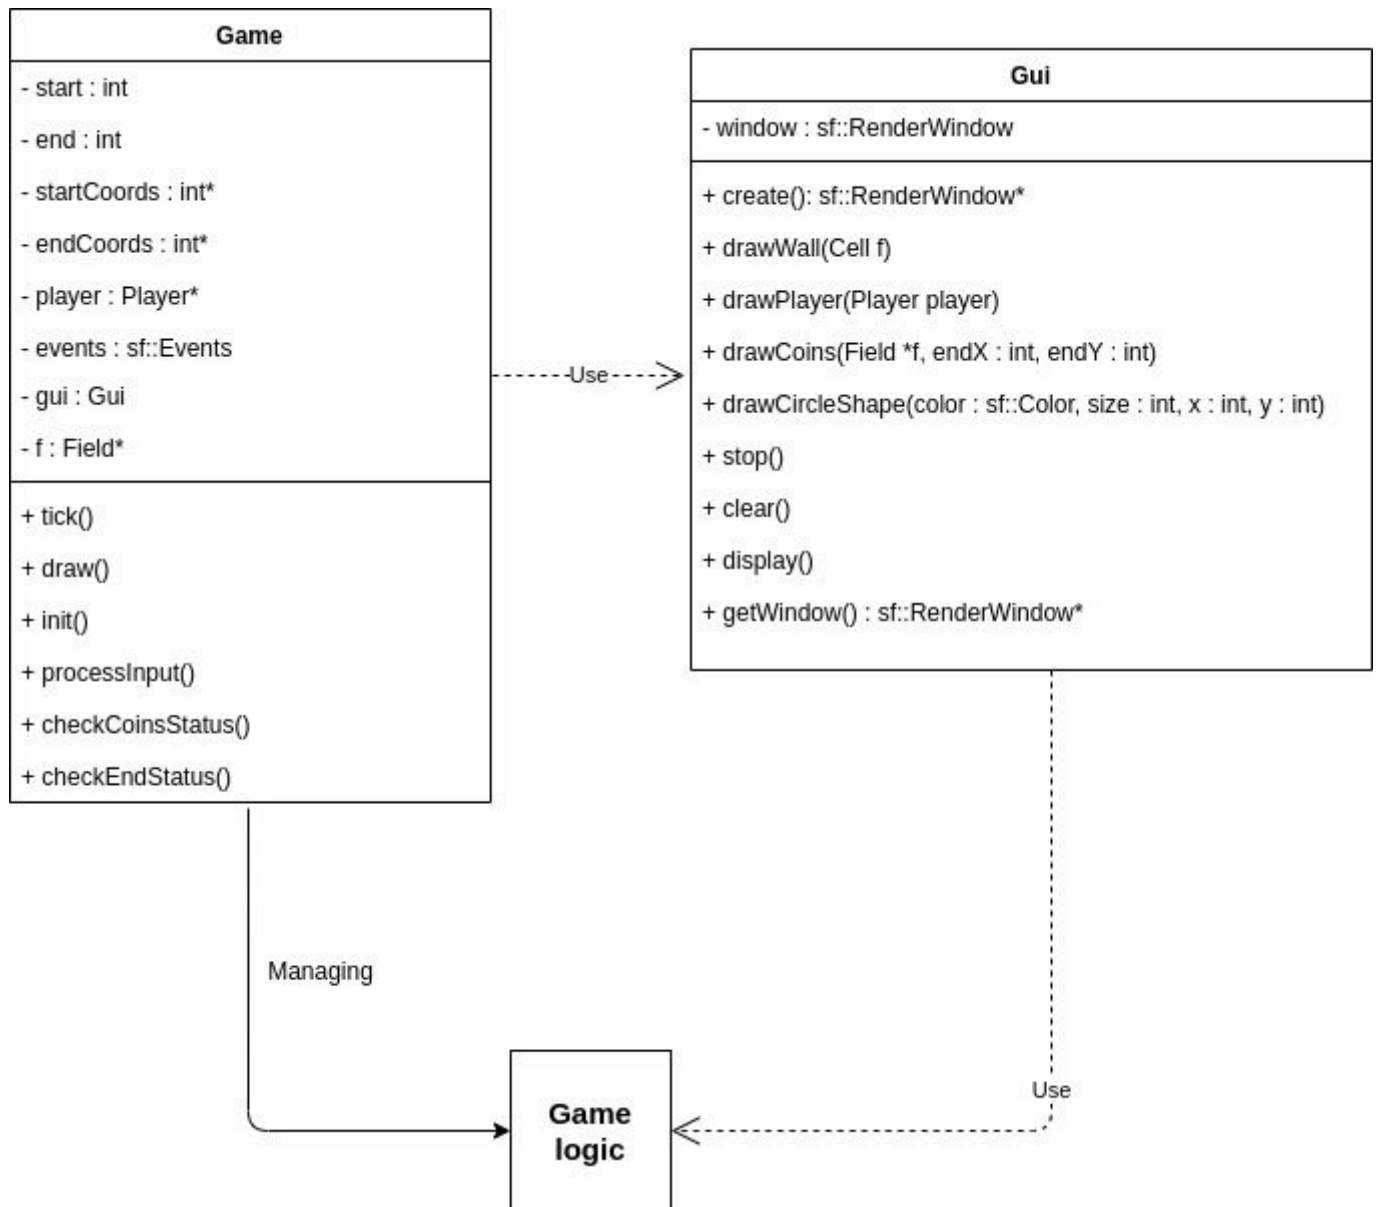 Game
- start : int
- end : int
- startCoords : int*
- endCoords : int*
- player : Player*
- events : sf::Events
- gui : Gui
- f : Field*
+ tick()
+ draw()
+ init()
+ processInput()
+ checkCoinsStatus()
+ checkEndStatus()
Use
Gui
- window : sf::RenderWindow
+ create(): sf::RenderWindow*
+ drawWall(Cell f)
+ drawPlayer(Player player)
+ drawCoins(Field *f, endX : int, endY : int)
+ drawCircleShape(color : sf::Color, size : int, x : int, y : int)
+ stop()
+ clear()
+ display()
+ getWindow() : sf::RenderWindow*
Managing
Use
Game
logic